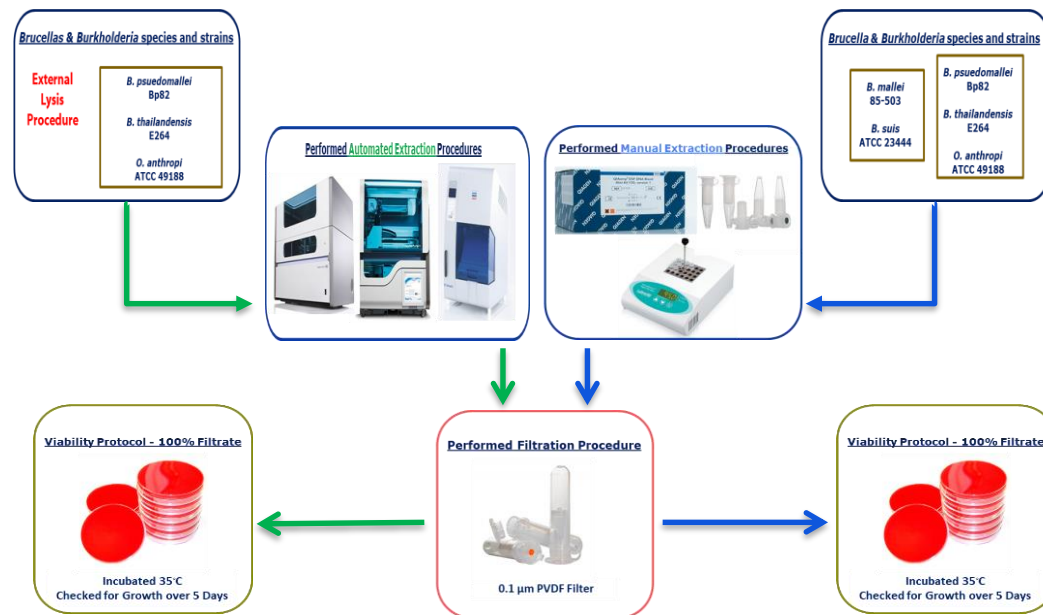 Brucellas & Burkholderia species and strains
External
Lysis
Procedure
B. psuedomallei
Bp82
B. thailandensis
E264
O. anthropi
ATCC 49188
Performed Automated Extraction Procedures
Performed Manual Extraction Procedures
QIAGEN
Brucella & Burkholderia species and strains
B. mallei
85-503
B. suis
ATCC 23444
B. psuedomallei
Bp82
B. thailandensis
E264
O. anthropi
ATCC 49188
Viability Protocol - 100% Filtrate
Incubated 35°C
Checked for Growth over 5 Days
Performed Filtration Procedure
0.1 µm PVDF Filter
Viability Protocol - 100% Filtrate
Incubated 35°C
Checked for Growth over 5 Days